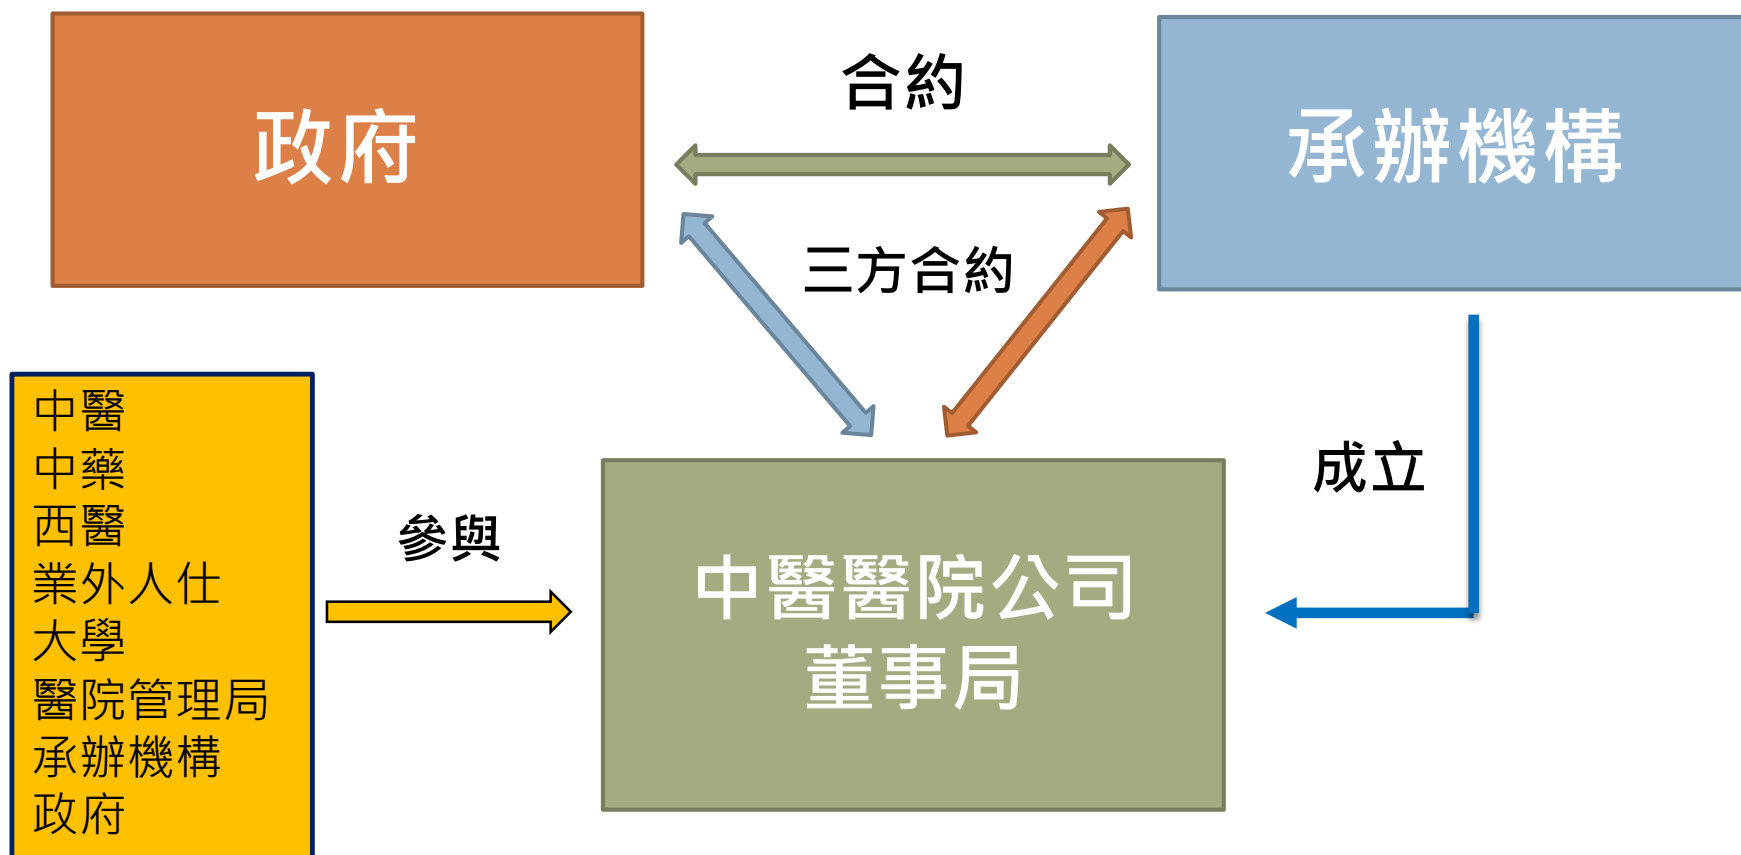 政府
合約
承辦機構
三方合約
中醫
中藥
西醫
業外人仕
大學
醫院管理局
承辦機構
政府
參與
成立
中醫醫院公司
董事局